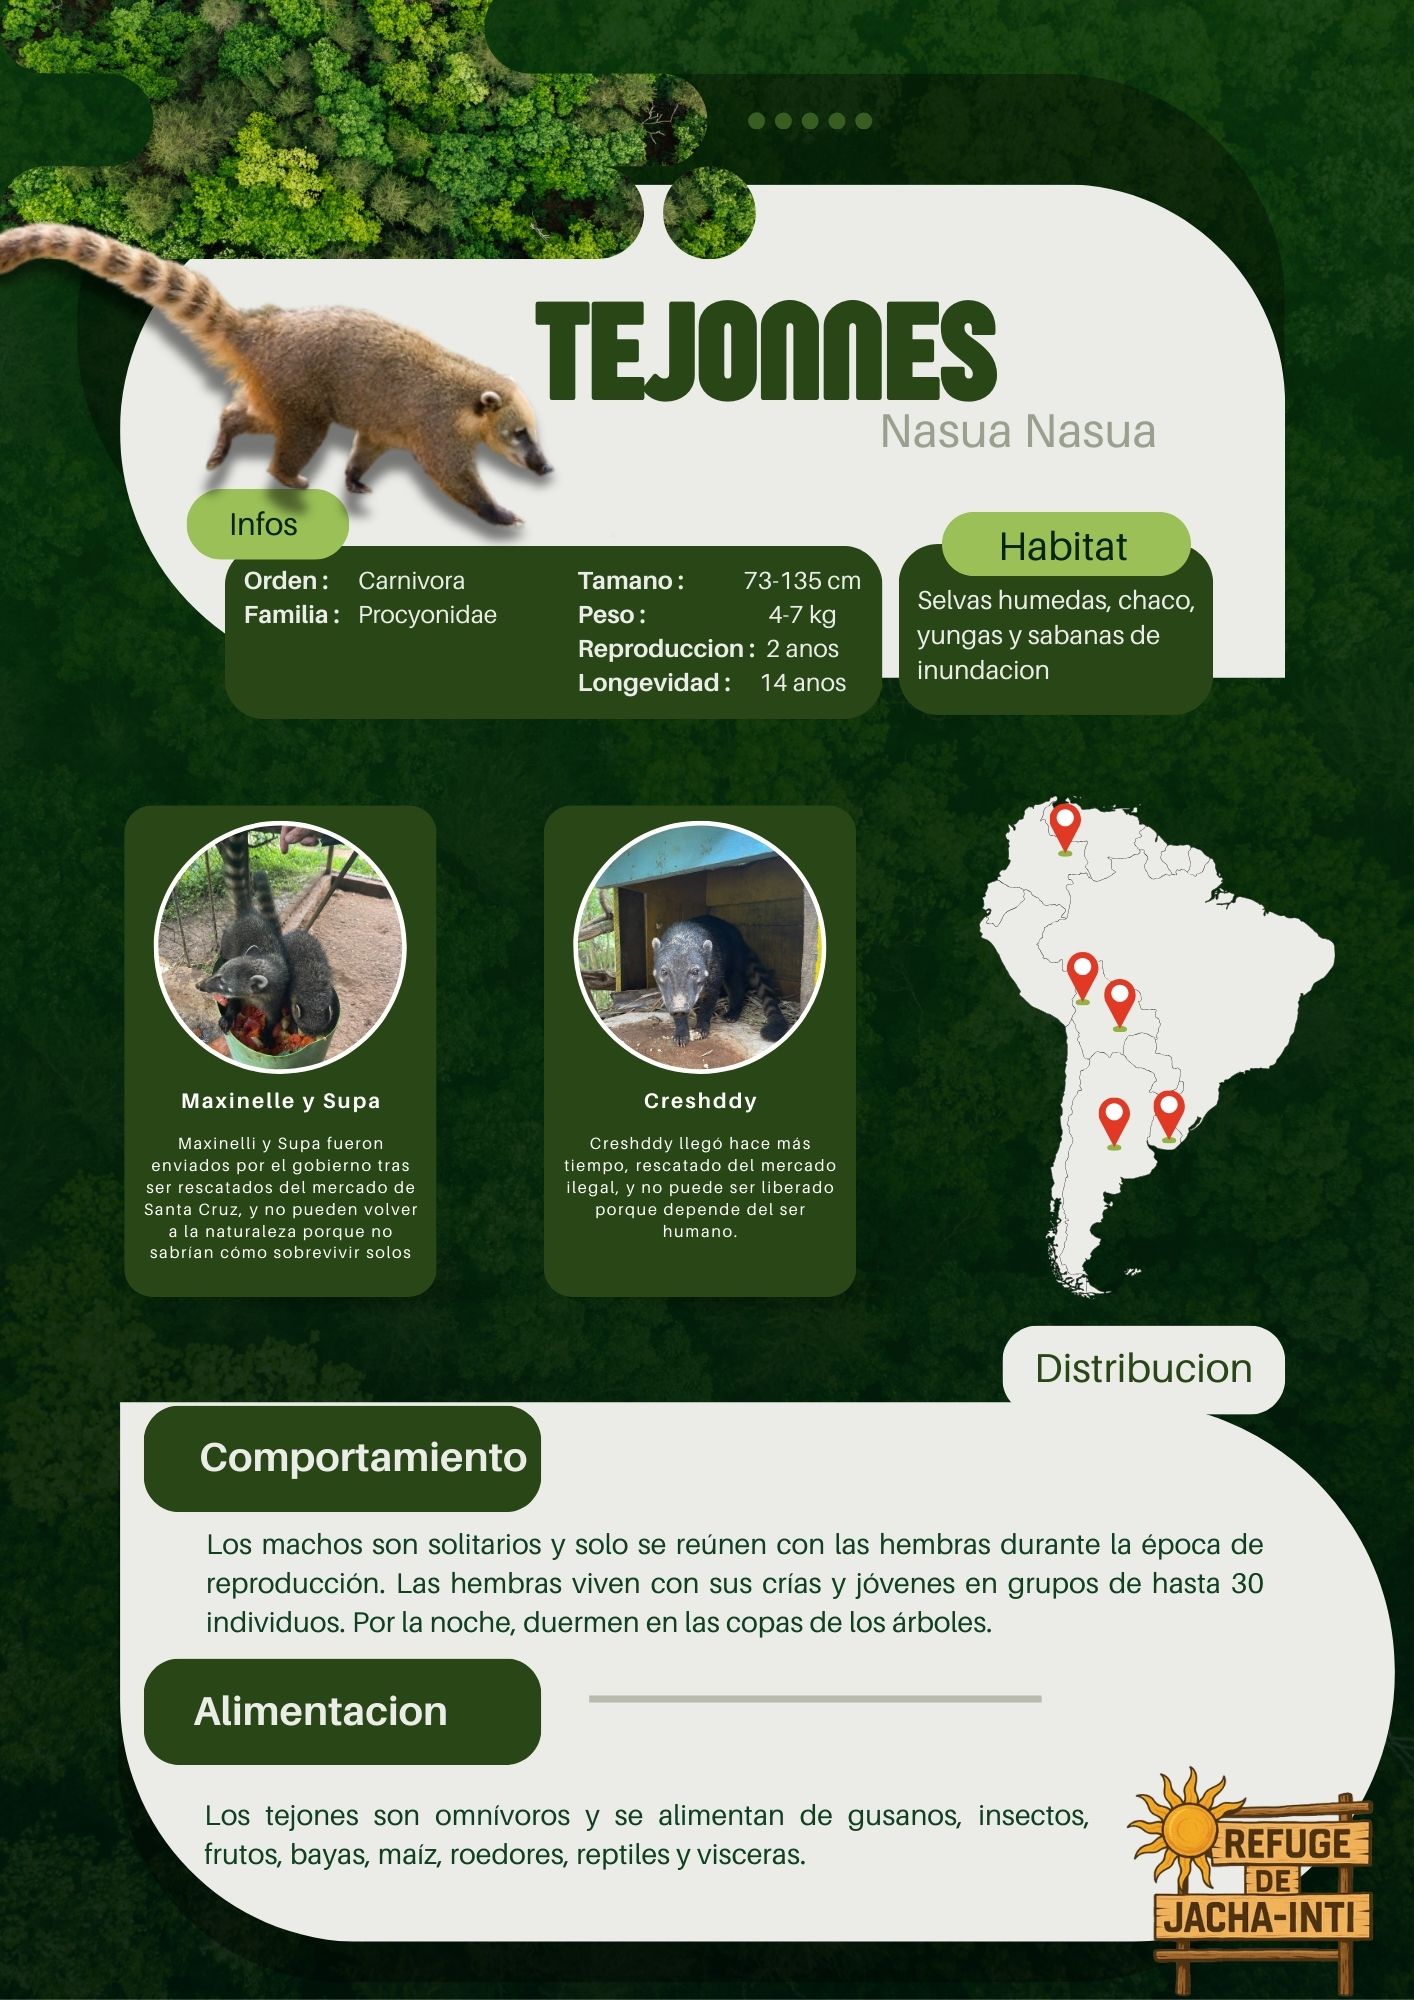 TEJONNES
Nasua Nasua
Infos
Orden : Carnivora
Familia : Procyonidae
Tamano : 73-135 cm
Peso : 4-7 kg
Reproduccion : 2 anos
Longevidad : 14 anos
Habitat
Selvas humedas, chaco,
yungas y sabanas de
inundacion
Maxinelle y Supa
Maxinelli y Supa fueron
enviados por el gobierno tras
ser rescatados del mercado de
Santa Cruz, y no pueden volver
a la naturaleza porque no
sabrían cómo sobrevivir solos
Creshddy
Creshddy llegó hace más
tiempo, rescatado del mercado
ilegal, y no puede ser liberado
porque depende del ser
humano.
Distribucion
Comportamiento
Los machos son solitarios y solo se reúnen con las hembras durante la época de
reproducción. Las hembras viven con sus crías y jóvenes en grupos de hasta 30
individuos. Por la noche, duermen en las copas de los árboles.
Alimentacion
Los tejones son omnívoros y se alimentan de gusanos, insectos,
frutos, bayas, maíz, roedores, reptiles y visceras.
REFUGE
DE
JACHA-INTI